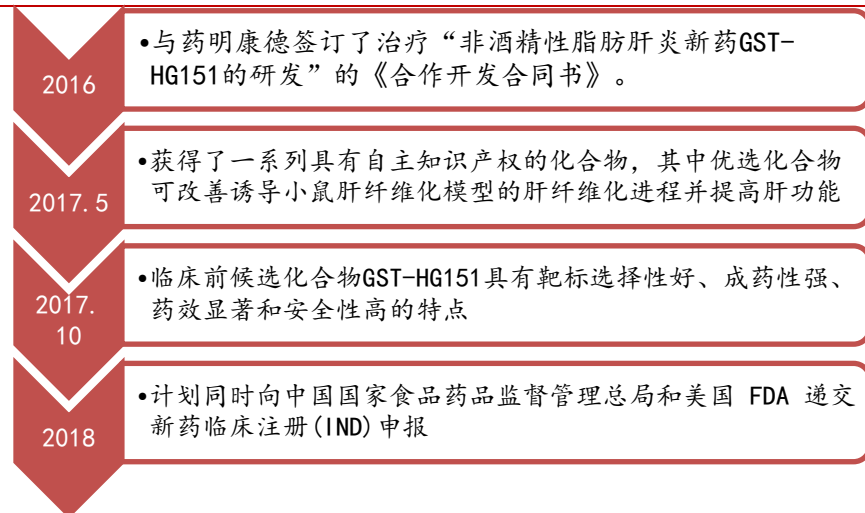 2016
•与药明康德签订了治疗“非酒精性脂肪肝炎新药GST-
HG151的研发”的《合作开发合同书》。
2017.5
•获得了一系列具有自主知识产权的化合物，其中优选化合物
可改善诱导小鼠肝纤维化模型的肝纤维化进程并提高肝功能
2017.
10
•临床前候选化合物GST-HG151具有靶标选择性好、成药性强、
药效显著和安全性高的特点
2018
•计划同时向中国国家食品药品监督管理总局和美国 FDA 递交
新药临床注册(IND)申报